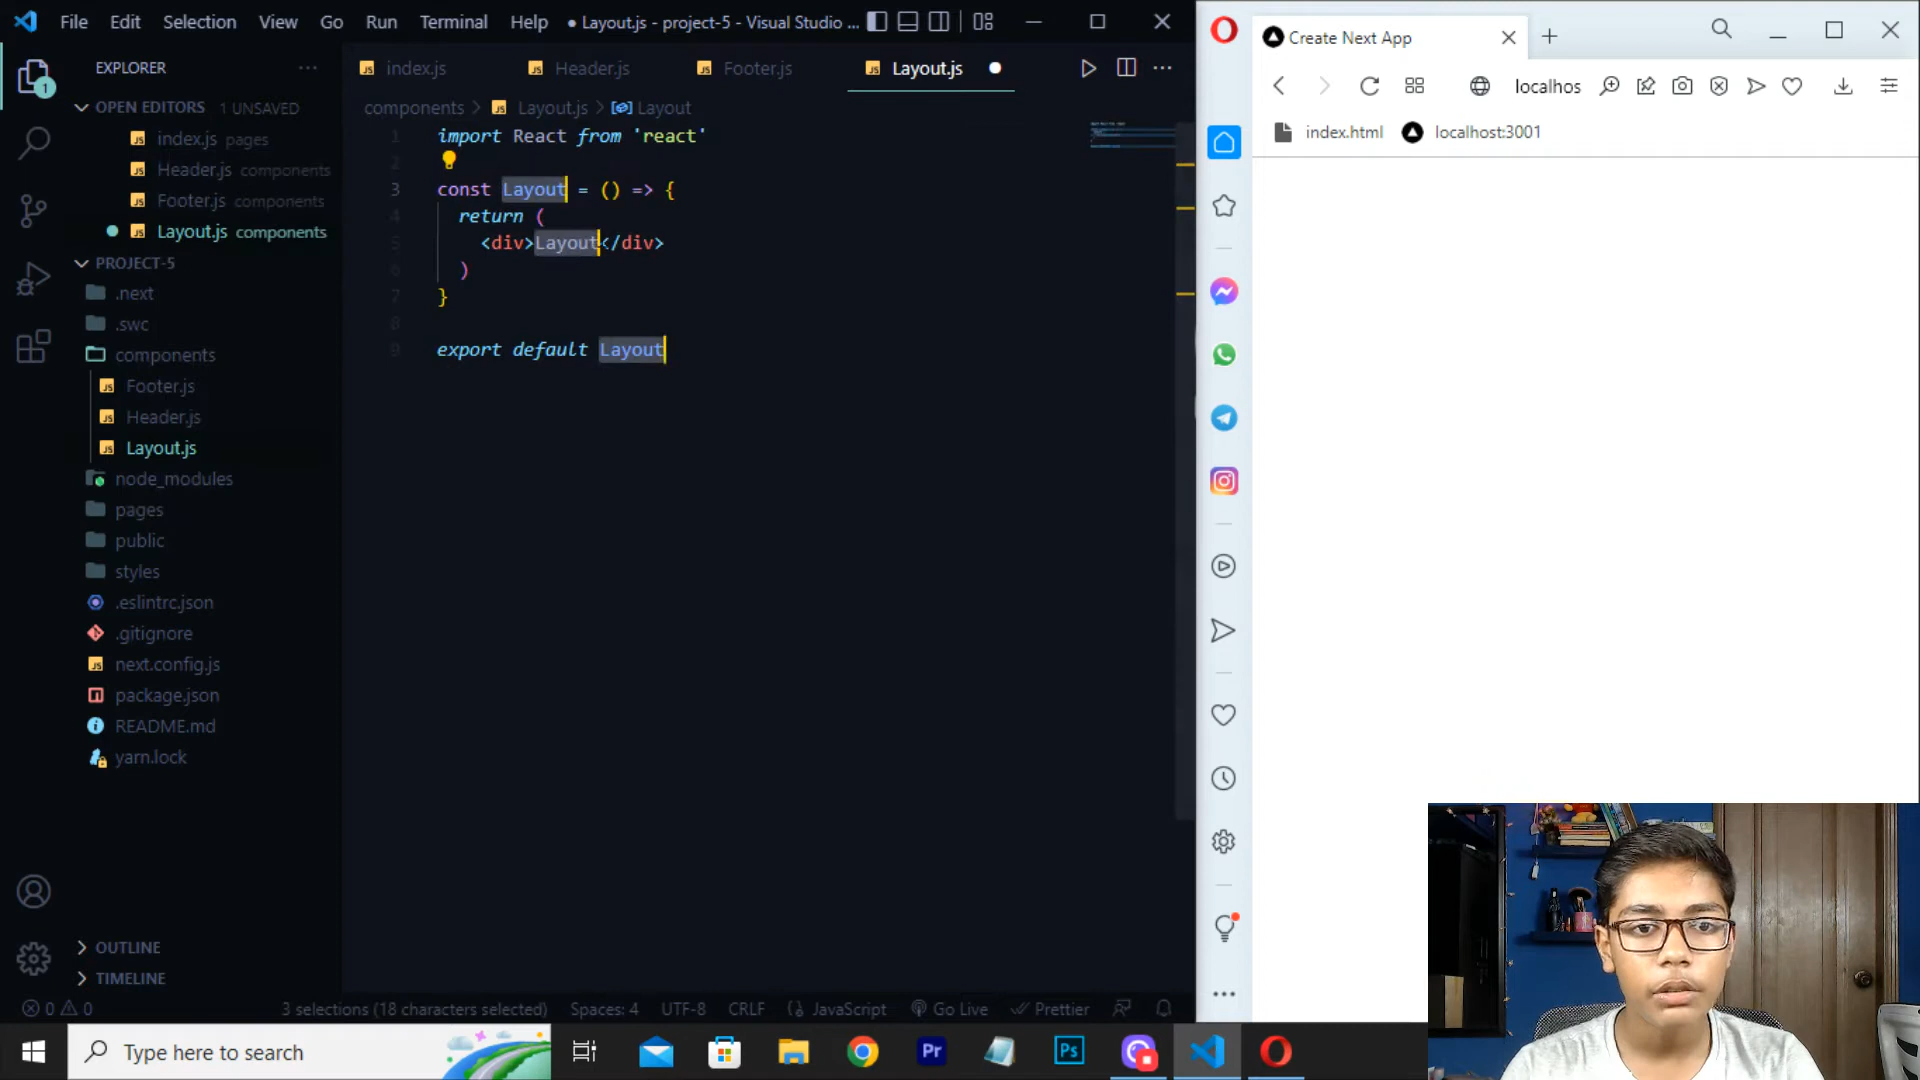 File Edit Selection View Go Run Terminal Help
● Layout.js - project-5 - Visual Studio ...
EXPLORER
OPEN EDITORS 1 UNSAVED
index.js pages
Header.js components
Footer.js components
Layout.js components
PROJECT-5
.next
.swc
components
Footer.js
Header.js
Layout.js
node_modules
pages
public
styles
.eslintrc.json
.gitignore
next.config.js
package.json
README.md
yarn.lock
OUTLINE
TIMELINE
index.js Header.js Footer.js Layout.js
components > Layout.js > Layout
1 import React from 'react'
2
3 const Layout = () => {
4 return (
5 <div>Layout</div>
6 )
7 }
8
9 export default Layout
0 0 3 selections (18 characters selected) Spaces: 4 UTF-8 CRLF JavaScript Go Live Prettier
Create Next App
localhos
index.html localhost:3001
Type here to search
Pr
Ps